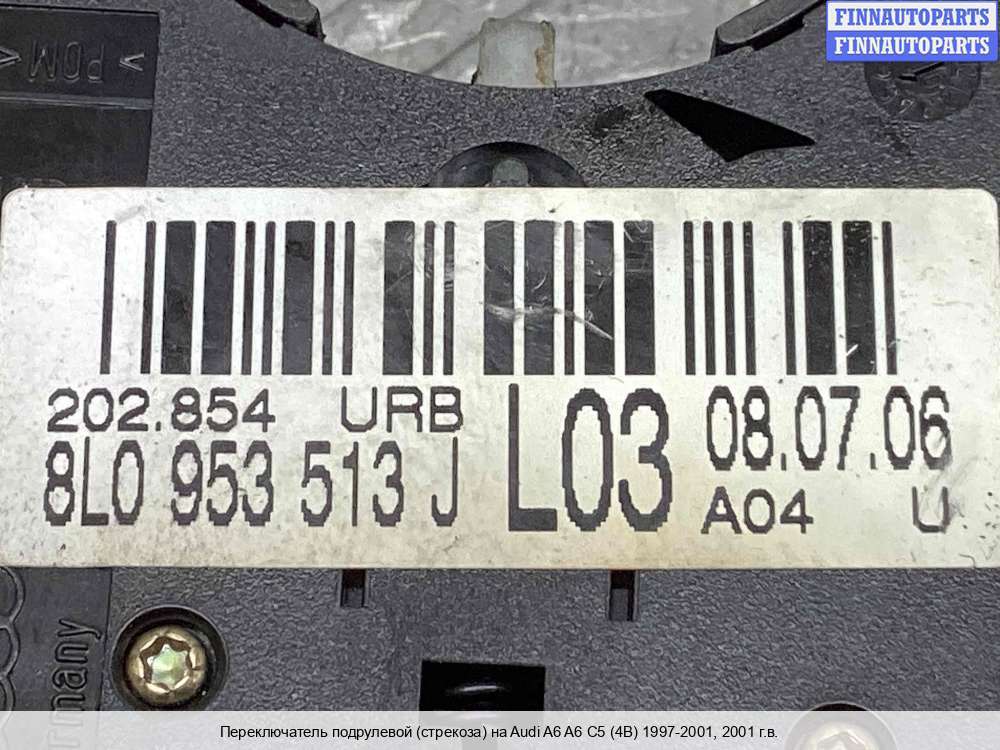 FINNAUTOPARTS
FINNAUTOPARTS
> PDM <
202.854 URB
8L0 953 513 J
L03
08.07.06
A04 U
Переключатель подрулевой (стрекоза) на Audi A6 A6 C5 (4B) 1997-2001, 2001 г.в.